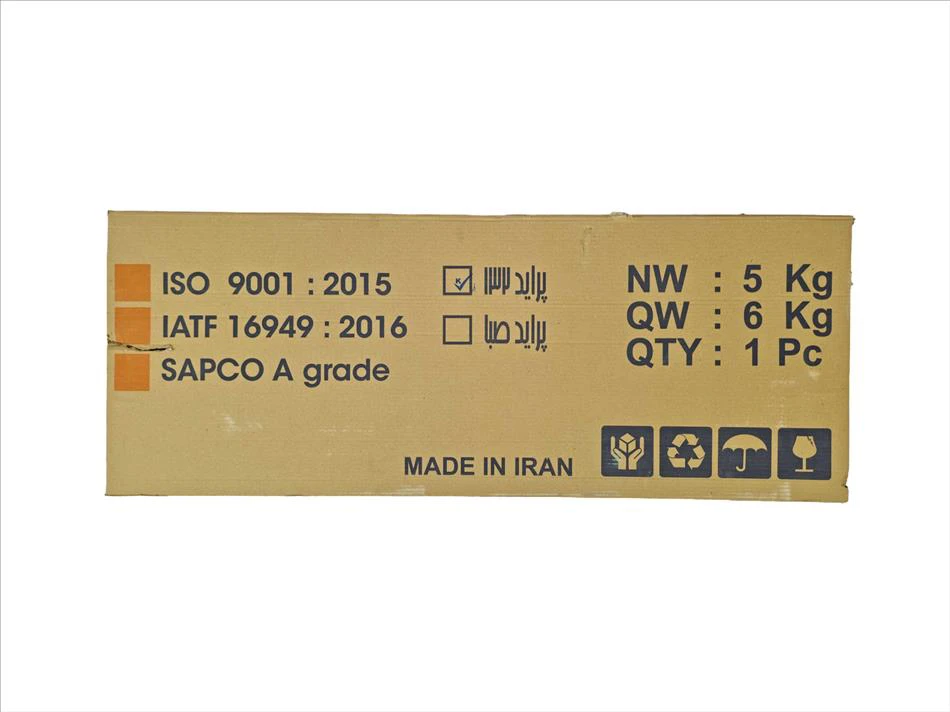 ISO 9001 : 2015
IATF 16949 : 2016
SAPCO A grade
پراید ۱۳۲
پراید صبا
NW : 5 Kg
QW : 6 Kg
QTY : 1 Pc
MADE IN IRAN